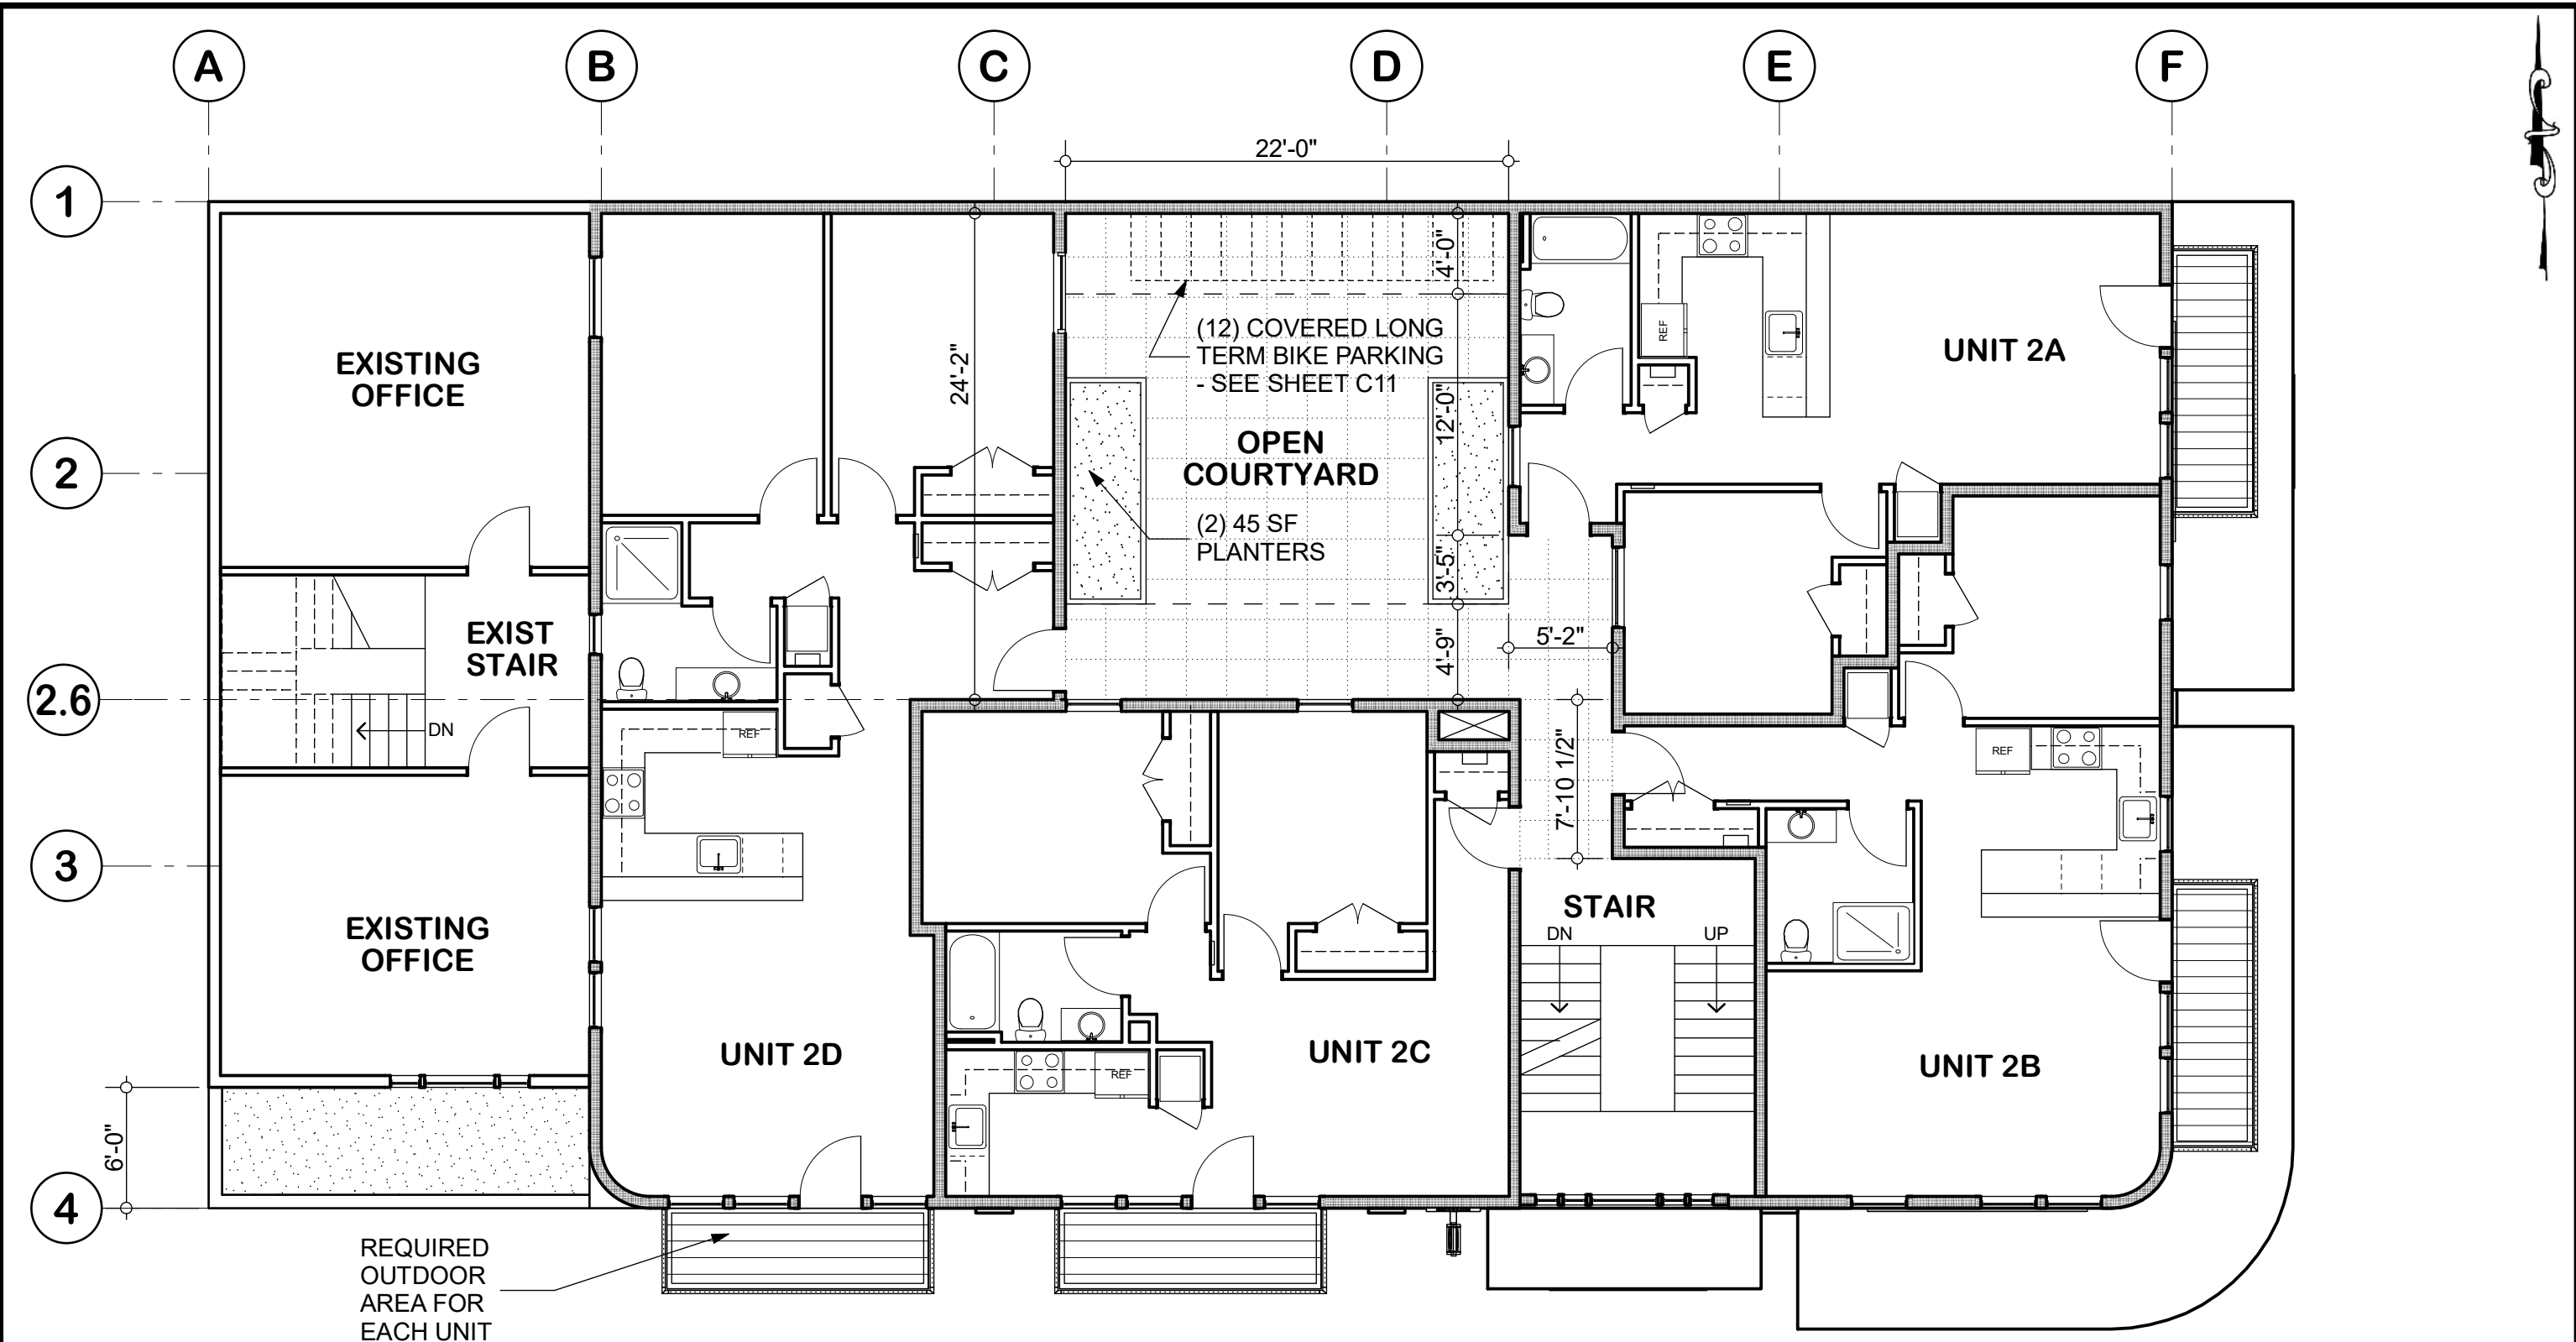 A
B
C
D
E
F
22'-0"
1
4'-0"
(12) COVERED LONG
TERM BIKE PARKING
- SEE SHEET C11
REF
UNIT 2A
EXISTING
OFFICE
24'-2"
12'-0"
OPEN
COURTYARD
2
(2) 45 SF
PLANTERS
3'-5"
EXIST
STAIR
5'-2"
4'-9"
2.6
DN
REF
REF
7'-10 1/2"
3
STAIR
EXISTING
OFFICE
DN
UP
UNIT 2D
UNIT 2C
UNIT 2B
REF
6'-0"
4
REQUIRED
OUTDOOR
AREA FOR
EACH UNIT